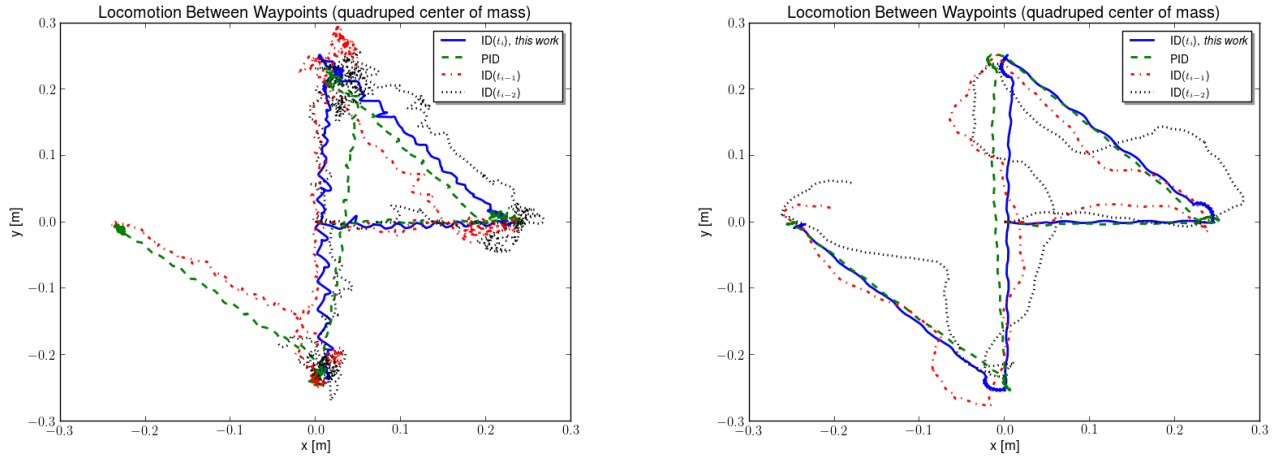 Locomotion Between Waypoints (quadruped center of mass)
0.3
0.2
0.1
0.0
−0.1
−0.2
−0.3
y [m]
ID(tᵢ), this work
PID
ID(tᵢ₋₁)
ID(tᵢ₋₂)
−0.3
−0.2
−0.1
0.0
0.1
0.2
0.3
x [m]
Locomotion Between Waypoints (quadruped center of mass)
0.3
0.2
0.1
0.0
−0.1
−0.2
−0.3
y [m]
ID(tᵢ), this work
PID
ID(tᵢ₋₁)
ID(tᵢ₋₂)
−0.3
−0.2
−0.1
0.0
0.1
0.2
0.3
x [m]